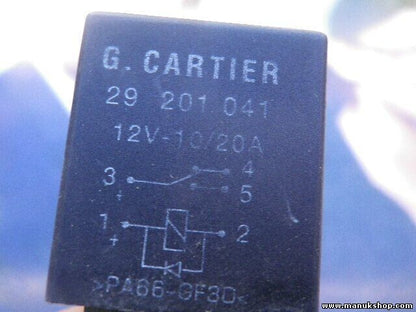 G. CARTIER
29 201 041
12V-10/20A
4
3
5
+
1
2
+
>PA66-GF30<
www.manukshop.com